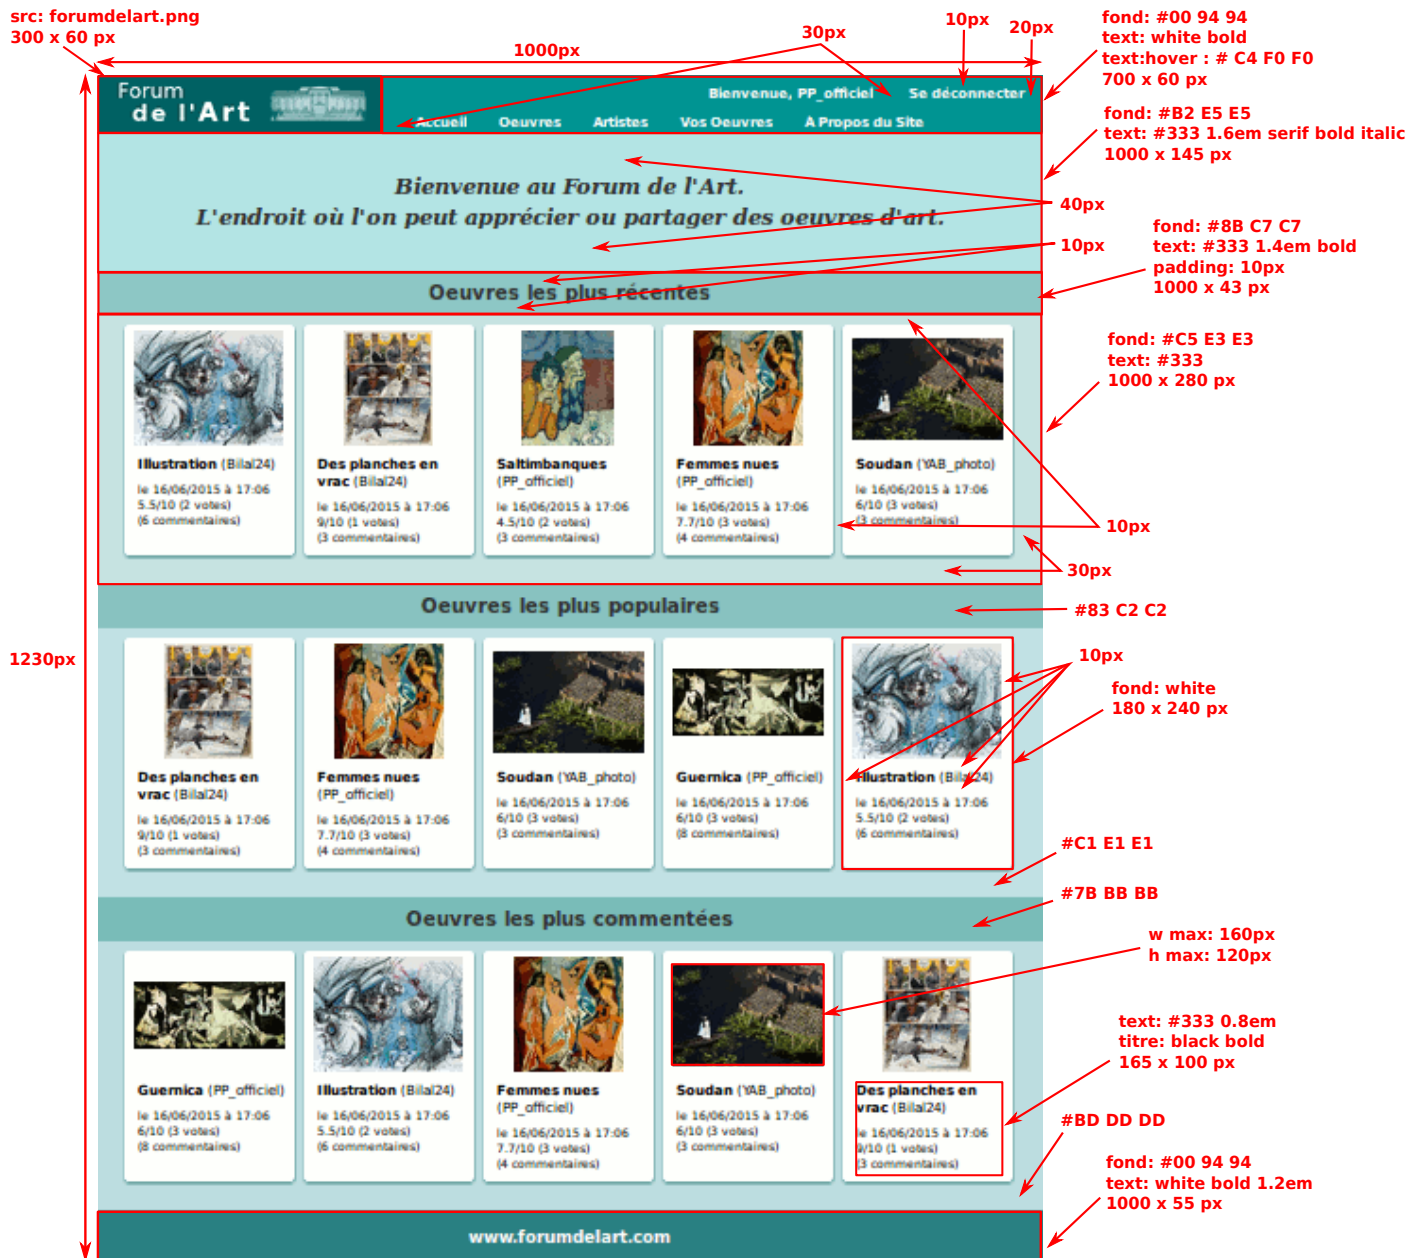 src: forumdelart.png
300 x 60 px
1000px
30px
10px
20px
fond: #00 94 94
text: white bold
text:hover : # C4 F0 F0
700 x 60 px
Forum
de l'Art
Bienvenue, PP_officiel
Se déconnecter
Accueil
Oeuvres
Artistes
Vos Oeuvres
A Propos du Site
fond: #B2 E5 E5
text: #333 1.6em serif bold italic
1000 x 145 px
Bienvenue au Forum de l'Art.
L'endroit où l'on peut apprécier ou partager des oeuvres d'art.
40px
10px
fond: #8B C7 C7
text: #333 1.4em bold
padding: 10px
1000 x 43 px
Oeuvres les plus récentes
fond: #C5 E3 E3
text: #333
1000 x 280 px
Illustration (Bilal24)
le 16/06/2015 à 17:06
5.5/10 (2 votes)
(6 commentaires)
Des planches en
vrac (Bilal24)
le 16/06/2015 à 17:06
9/10 (1 votes)
(3 commentaires)
Saltimbanques
(PP_officiel)
le 16/06/2015 à 17:06
4.5/10 (2 votes)
(3 commentaires)
Femmes nues
(PP_officiel)
le 16/06/2015 à 17:06
7.7/10 (3 votes)
(4 commentaires)
Soudan (YAB_photo)
le 16/06/2015 à 17:06
6/10 (3 votes)
(3 commentaires)
10px
30px
Oeuvres les plus populaires
#83 C2 C2
1230px
10px
fond: white
180 x 240 px
Des planches en
vrac (Bilal24)
le 16/06/2015 à 17:06
9/10 (1 votes)
(3 commentaires)
Femmes nues
(PP_officiel)
le 16/06/2015 à 17:06
7.7/10 (3 votes)
(4 commentaires)
Soudan (YAB_photo)
le 16/06/2015 à 17:06
6/10 (3 votes)
(3 commentaires)
Guernica (PP_officiel)
le 16/06/2015 à 17:06
6/10 (3 votes)
(8 commentaires)
Illustration (Bilal24)
le 16/06/2015 à 17:06
5.5/10 (2 votes)
(6 commentaires)
#C1 E1 E1
#7B BB BB
Oeuvres les plus commentées
w max: 160px
h max: 120px
Guernica (PP_officiel)
le 16/06/2015 à 17:06
6/10 (3 votes)
(8 commentaires)
Illustration (Bilal24)
le 16/06/2015 à 17:06
5.5/10 (2 votes)
(6 commentaires)
Femmes nues
(PP_officiel)
le 16/06/2015 à 17:06
7.7/10 (3 votes)
(4 commentaires)
Soudan (YAB_photo)
le 16/06/2015 à 17:06
6/10 (3 votes)
(3 commentaires)
Des planches en
vrac (Bilal24)
le 16/06/2015 à 17:06
9/10 (1 votes)
(3 commentaires)
text: #333 0.8em
titre: black bold
165 x 100 px
#BD DD DD
fond: #00 94 94
text: white bold 1.2em
1000 x 55 px
www.forumdelart.com